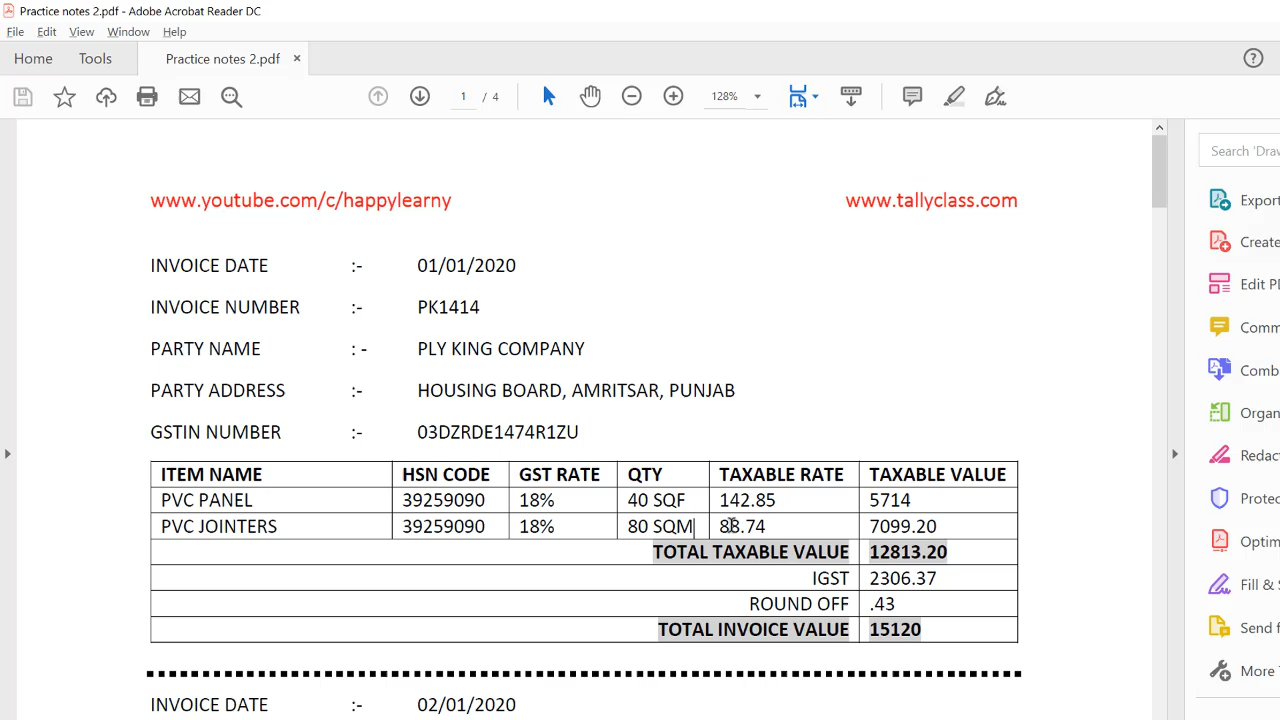 Practice notes 2.pdf - Adobe Acrobat Reader DC
File Edit View Window Help
Home Tools Practice notes 2.pdf ×
1 / 4 128%
Search 'Draw
www.youtube.com/c/happylearny www.tallyclass.com
INVOICE DATE :- 01/01/2020
INVOICE NUMBER :- PK1414
PARTY NAME : - PLY KING COMPANY
PARTY ADDRESS :- HOUSING BOARD, AMRITSAR, PUNJAB
GSTIN NUMBER :- 03DZRDE1474R1ZU
ITEM NAME HSN CODE GST RATE QTY TAXABLE RATE TAXABLE VALUE
PVC PANEL 39259090 18% 40 SQF 142.85 5714
PVC JOINTERS 39259090 18% 80 SQM 88.74 7099.20
TOTAL TAXABLE VALUE 12813.20
IGST 2306.37
ROUND OFF .43
TOTAL INVOICE VALUE 15120
INVOICE DATE :- 02/01/2020
Export
Create
Edit PD
Comm
Comb
Organ
Redac
Protec
Optim
Fill & S
Send f
More T